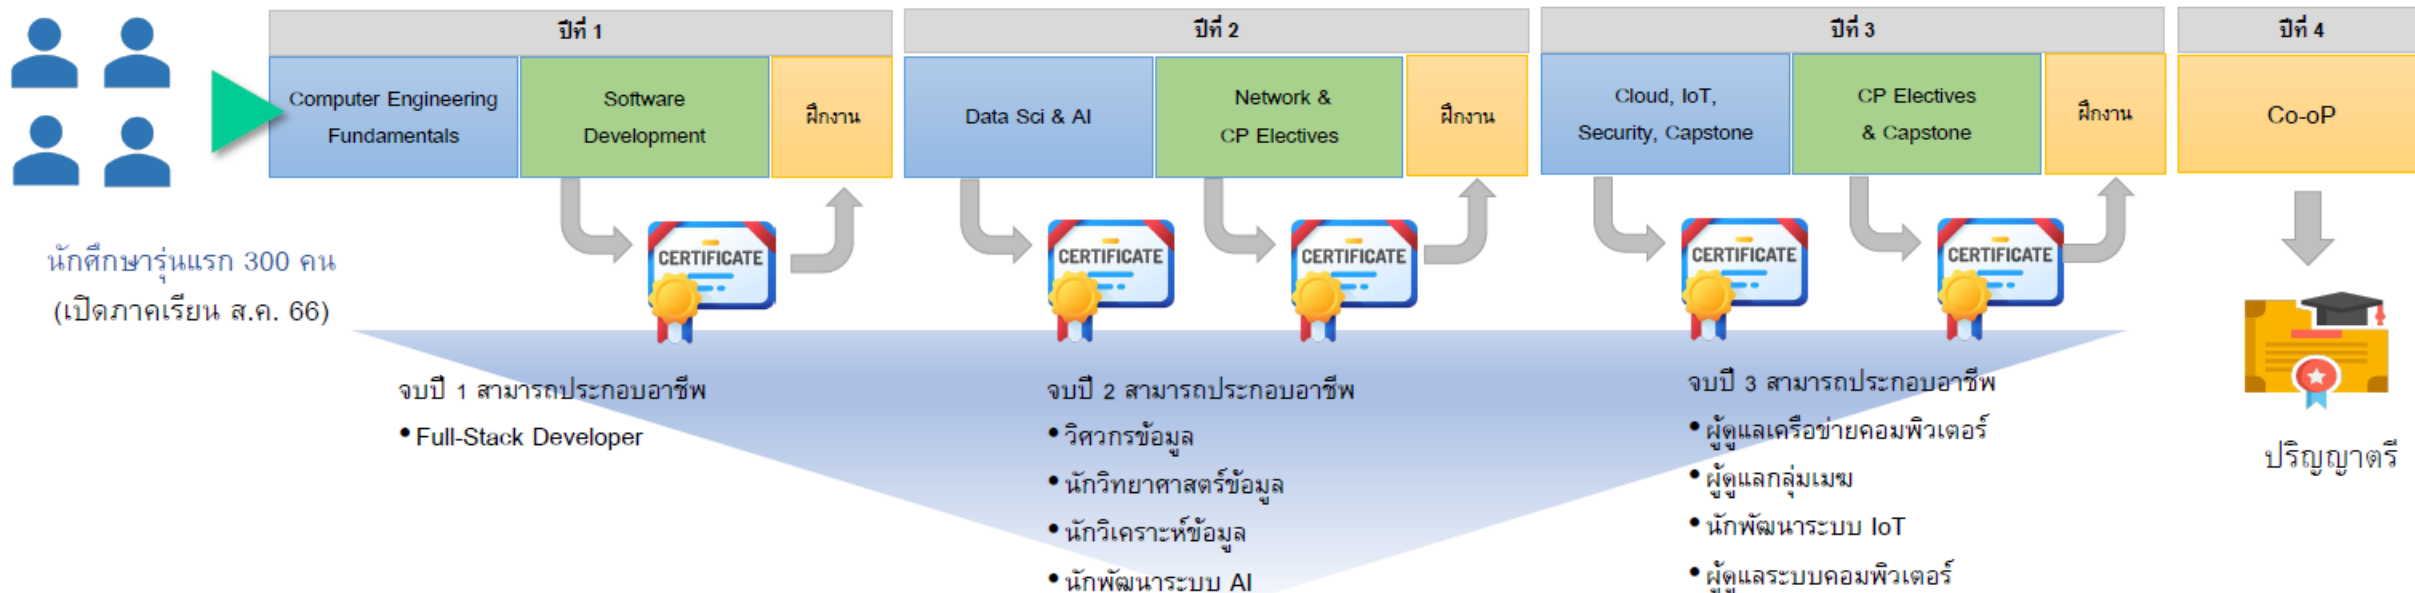 ปีที่ 1
ปีที่ 2
ปีที่ 3
ปีที่ 4
Computer Engineering
Fundamentals
Software
Development
ฝึกงาน
Data Sci & AI
Network &
CP Electives
ฝึกงาน
Cloud, IoT,
Security, Capstone
CP Electives
& Capstone
ฝึกงาน
Co-oP
CERTIFICATE
CERTIFICATE
CERTIFICATE
CERTIFICATE
CERTIFICATE
นักศึกษารุ่นแรก 300 คน
(เปิดภาคเรียน ส.ค. 66)
จบปี 1 สามารถประกอบอาชีพ
• Full-Stack Developer
จบปี 2 สามารถประกอบอาชีพ
• วิศวกรข้อมูล
• นักวิทยาศาสตร์ข้อมูล
• นักวิเคราะห์ข้อมูล
• นักพัฒนาระบบ AI
จบปี 3 สามารถประกอบอาชีพ
• ผู้ดูแลเครือข่ายคอมพิวเตอร์
• ผู้ดูแลกลุ่มเมฆ
• นักพัฒนาระบบ IoT
• ผู้ดูแลระบบคอมพิวเตอร์
ปริญญาตรี